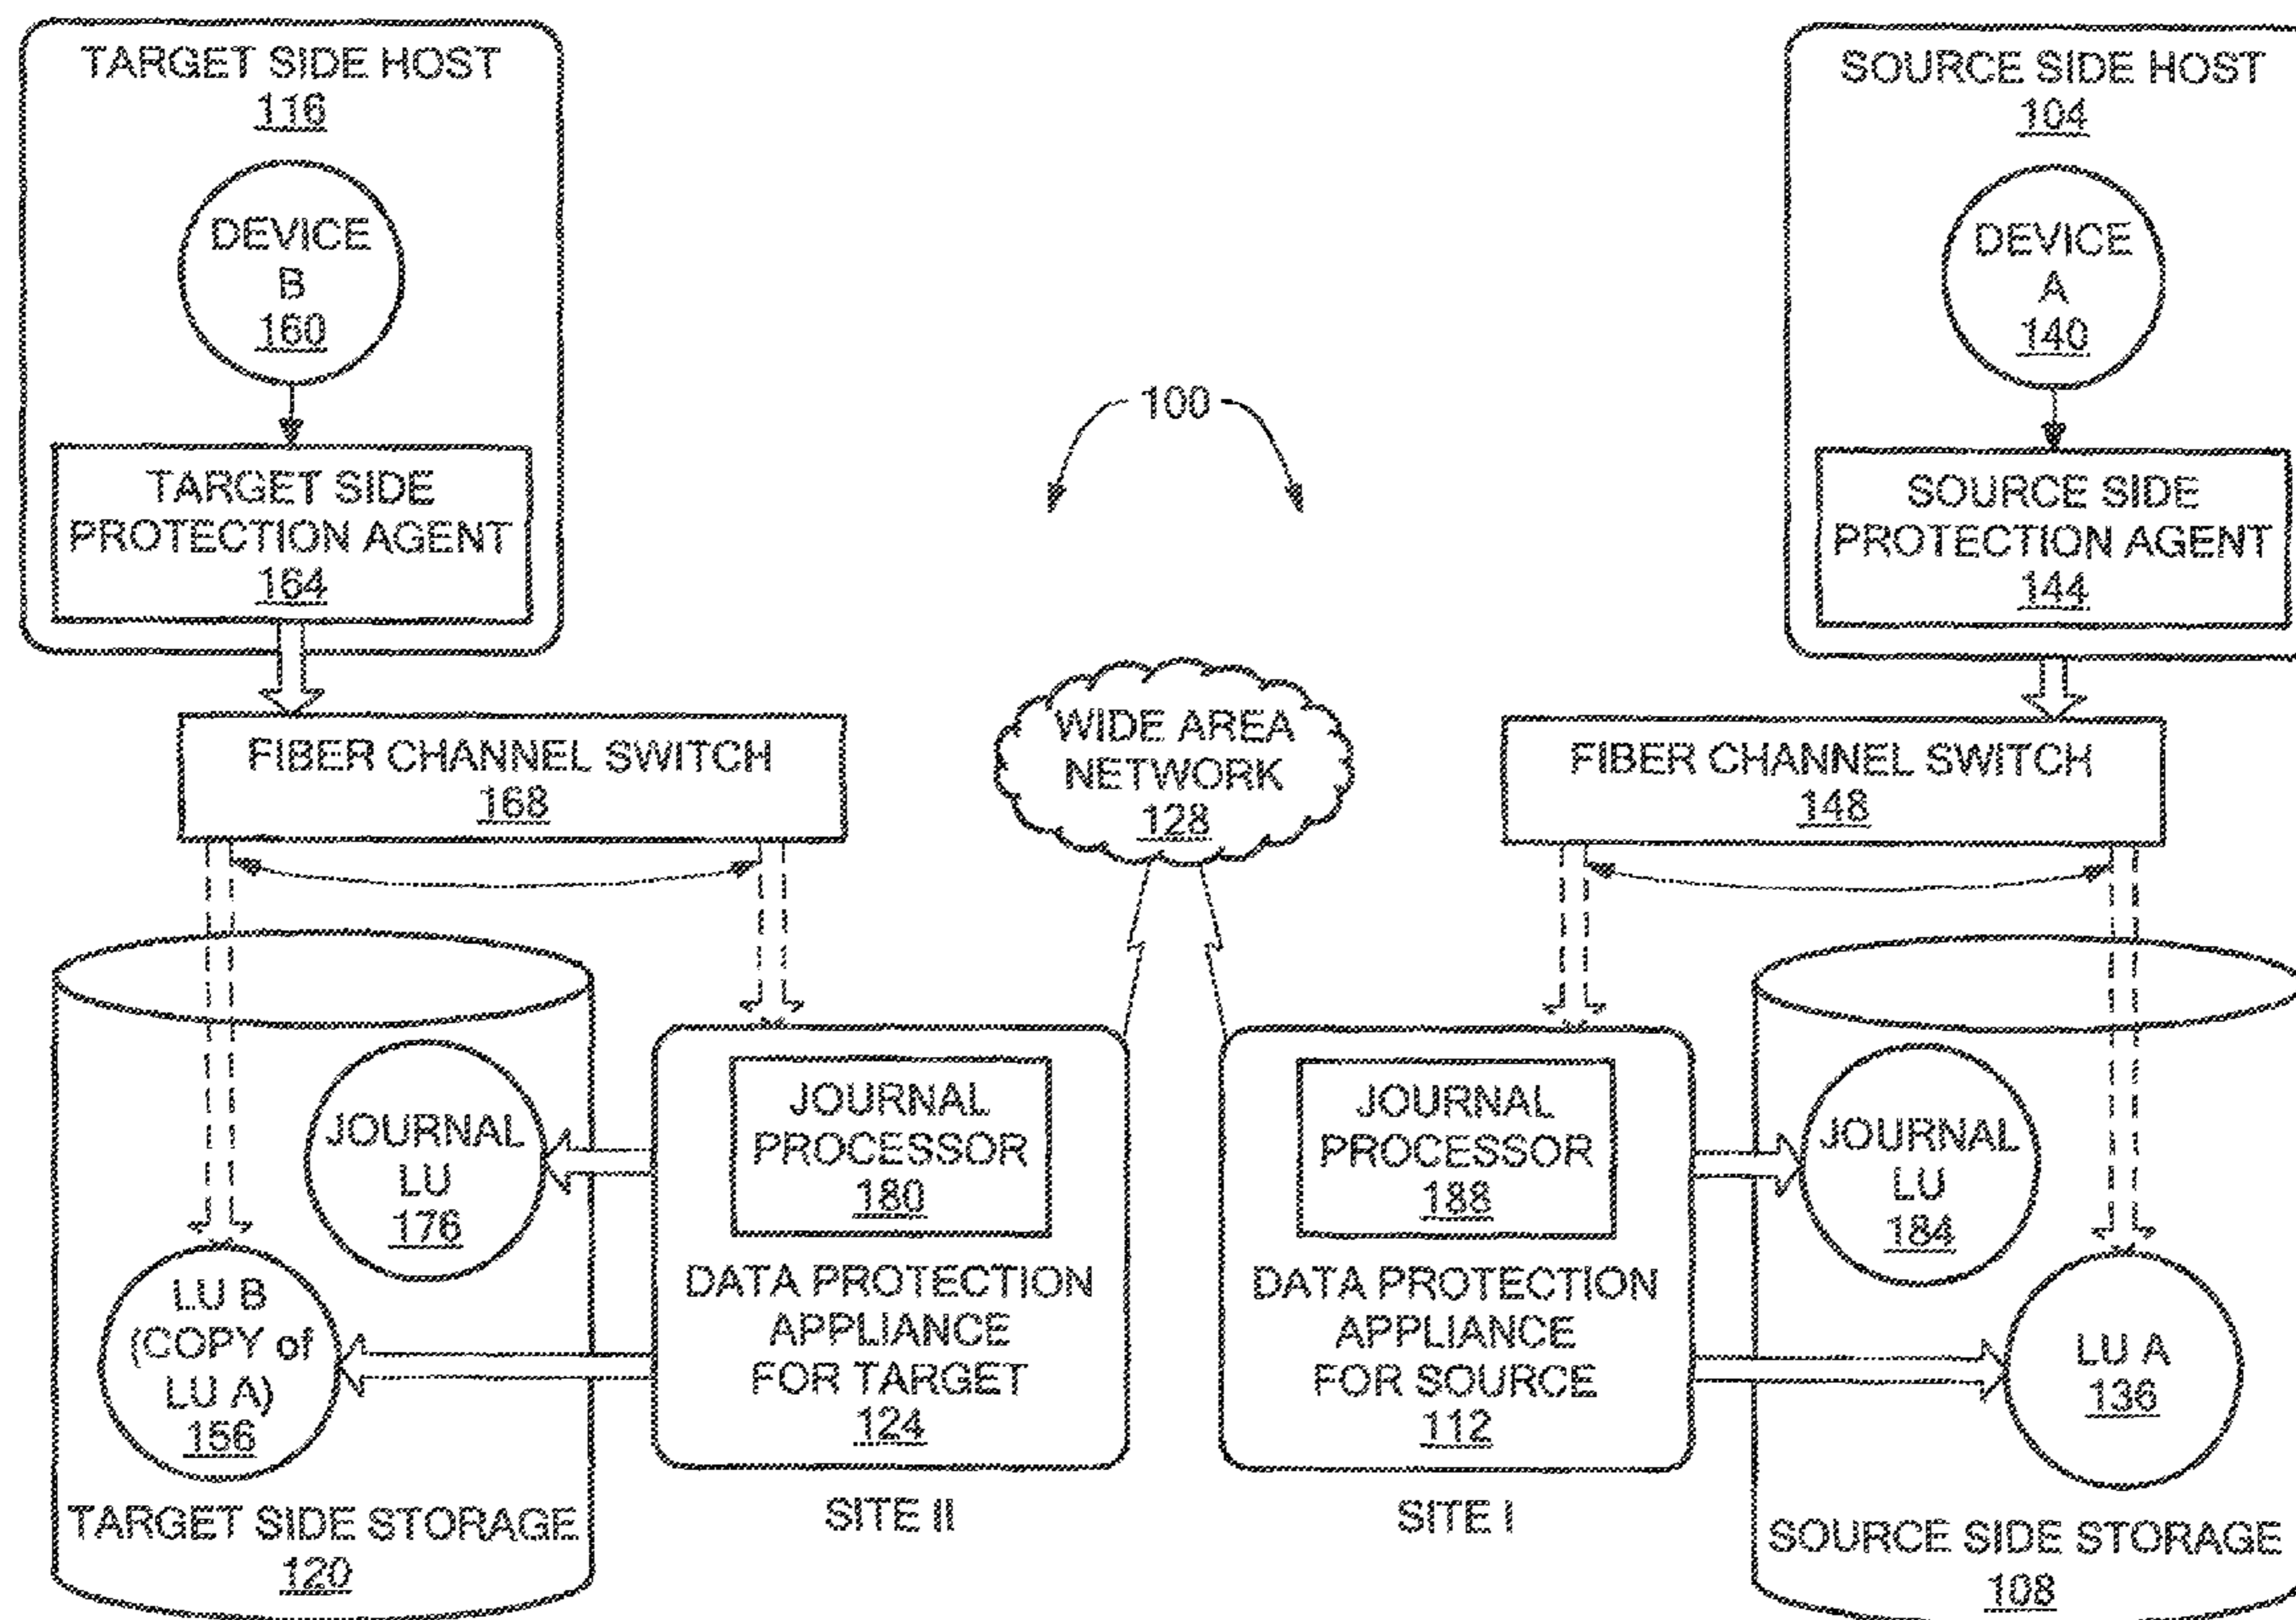 TARGET SIDE HOST
116
DEVICE
B
160
TARGET SIDE
PROTECTION AGENT
164
SOURCE SIDE HOST
104
DEVICE
A
140
SOURCE SIDE
PROTECTION AGENT
144
100
FIBER CHANNEL SWITCH
168
WIDE AREA
NETWORK
128
FIBER CHANNEL SWITCH
148
JOURNAL
LU
176
LU B
(COPY of
LU A)
156
TARGET SIDE STORAGE
120
JOURNAL
PROCESSOR
180
DATA PROTECTION
APPLIANCE
FOR TARGET
124
SITE II
JOURNAL
PROCESSOR
188
DATA PROTECTION
APPLIANCE
FOR SOURCE
112
SITE I
JOURNAL
LU
184
LU A
136
SOURCE SIDE STORAGE
108